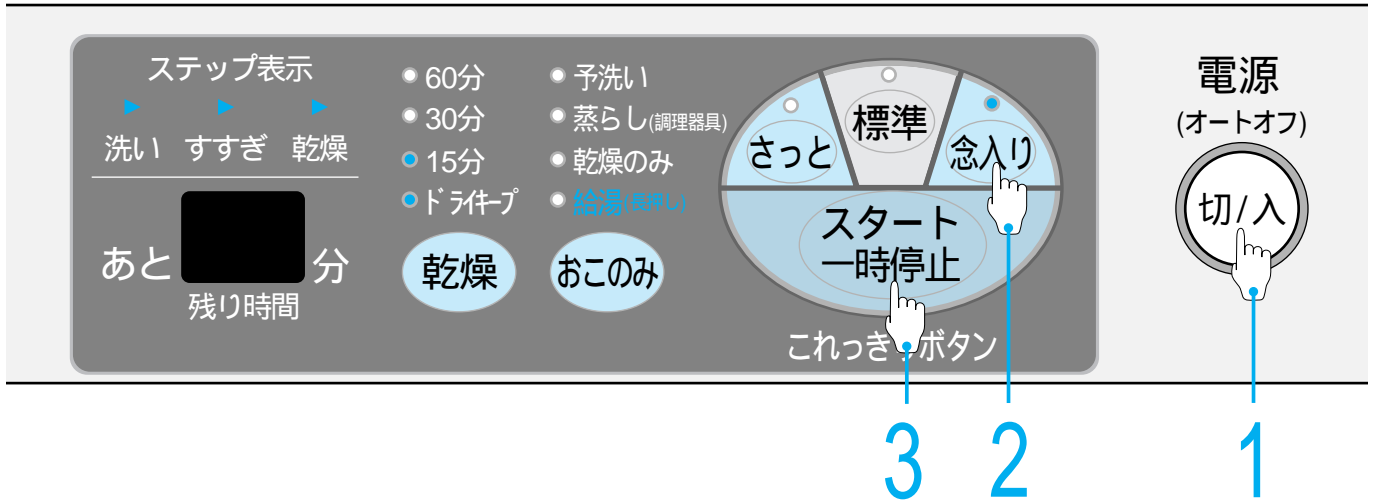 ステップ表示
洗い すすぎ 乾燥
あと 分
残り時間
60分
30分
15分
ドライキープ
乾燥
予洗い
蒸らし(調理器具)
乾燥のみ
給湯(長押し)
おこのみ
さっと
標準
念入り
スタート
一時停止
これっきりボタン
電源
(オートオフ)
切/入
3 2 1